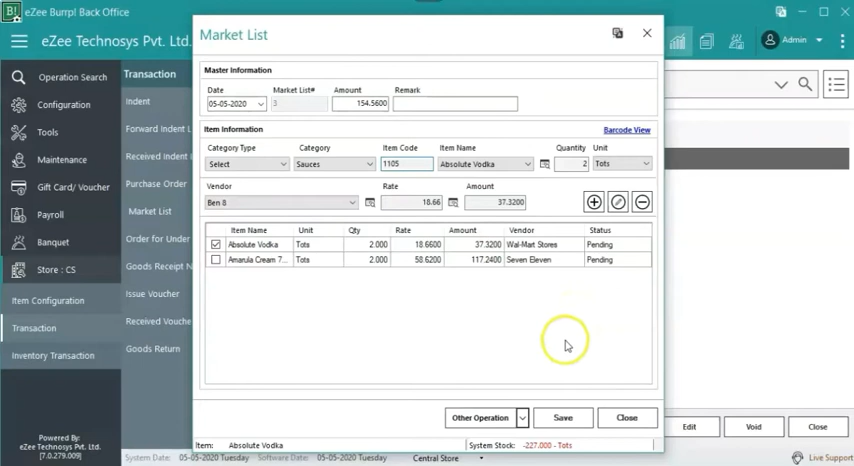 B!
eZee Burrp! Back Office
eZee Technosys Pvt. Ltd.
Admin
Operation Search
Configuration
Tools
Maintenance
Gift Card/ Voucher
Payroll
Banquet
Store : CS
Item Configuration
Transaction
Inventory Transaction
Powered By:
eZee Technosys Pvt. Ltd.
[7.0.279.009]
Transaction
Indent
Forward Indent L
Received Indent
Purchase Order
Market List
Order for Under
Goods Receipt N
Issue Voucher
Received Vouche
Goods Return
Market List
Master Information
Date Market List# Amount Remark
05-05-2020 3 154.5600
Item Information Barcode View
Category Type Category Item Code Item Name Quantity Unit
Select Sauces 1105 Absolute Vodka 2 Tots
Vendor Rate Amount
Ben 8 18.66 37.3200
Item Name Unit Qty Rate Amount Vendor Status
Absolute Vodka Tots 2.000 18.6600 37.3200 Wal-Mart Stores Pending
Amarula Cream 7... Tots 2.000 58.6200 117.2400 Seven Eleven Pending
Other Operation Save Close
Item: Absolute Vodka System Stock: -227.000 - Tots
Edit Void Close
System Date: 05-05-2020 Tuesday Software Date: 05-05-2020 Tuesday Central Store Live Support